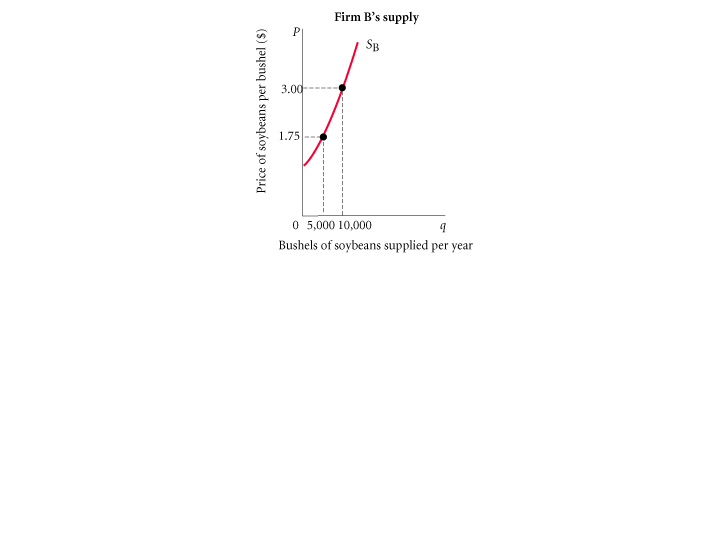 Firm B's supply
P
Price of soybeans per bushel ($)
SB
3.00
1.75
0 5,000 10,000 q
Bushels of soybeans supplied per year